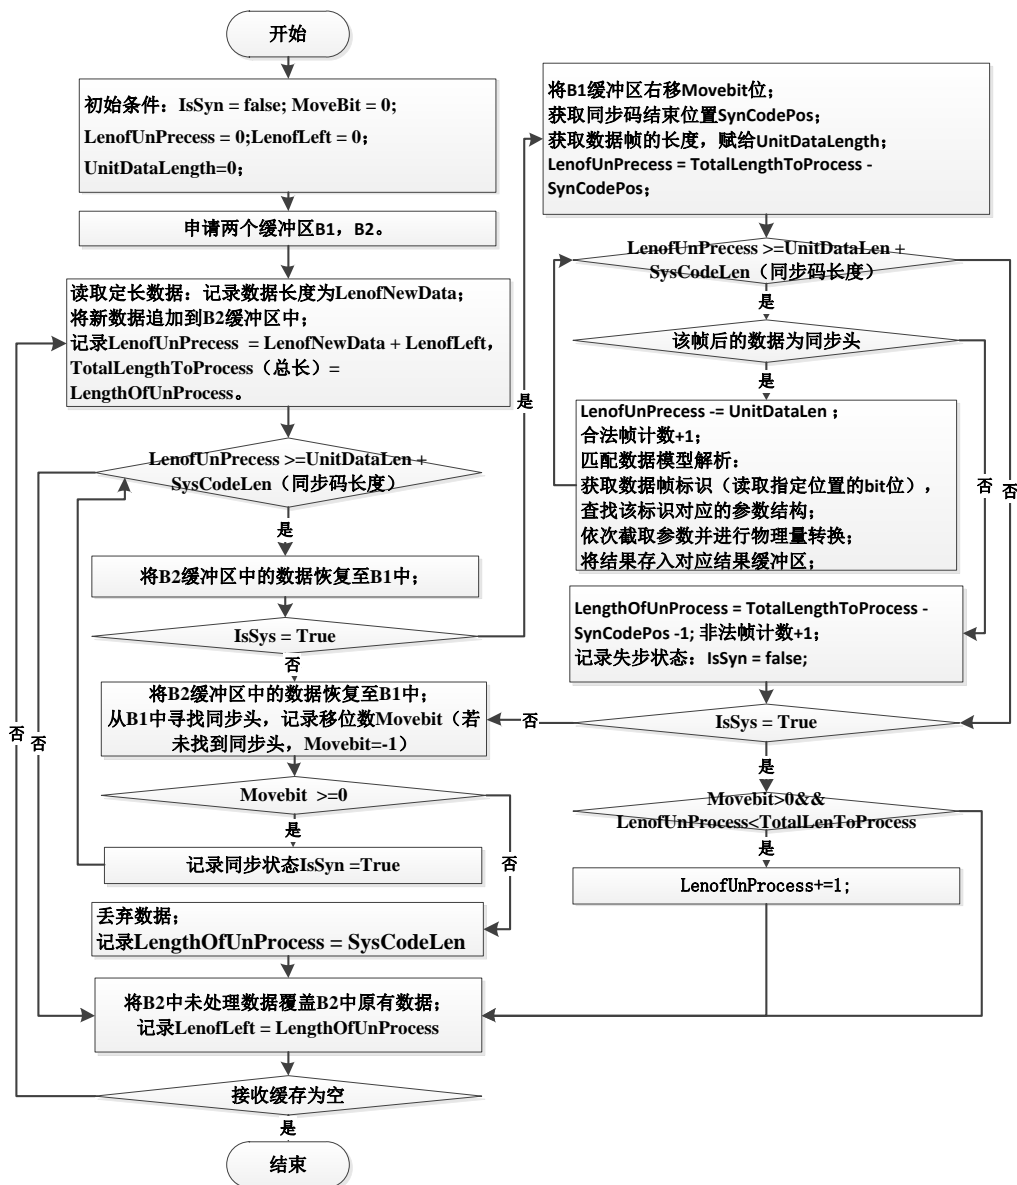 开始
初始条件：IsSyn = false; MoveBit = 0;
LenofUnPrecess = 0;LenofLeft = 0；
UnitDataLength=0；
申请两个缓冲区B1，B2。
读取定长数据：记录数据长度为LenofNewData；
将新数据追加到B2缓冲区中；
记录LenofUnPrecess = LenofNewData + LenofLeft，
TotalLengthToProcess（总长）=
LengthOfUnProcess。
LenofUnPrecess >=UnitDataLen +
SysCodeLen（同步码长度）
是
将B2缓冲区中的数据恢复至B1中；
IsSys = True
否
将B2缓冲区中的数据恢复至B1中；
从B1中寻找同步头，记录移位数Movebit（若
未找到同步头，Movebit=-1）
Movebit >=0
是
记录同步状态IsSyn =True
否
丢弃数据；
记录LengthOfUnProcess = SysCodeLen
将B2中未处理数据覆盖B2中原有数据；
记录LenofLeft = LengthOfUnProcess
接收缓存为空
是
结束
否
否
是
将B1缓冲区右移Movebit位；
获取同步码结束位置SynCodePos；
获取数据帧的长度，赋给UnitDataLength；
LenofUnPrecess = TotalLengthToProcess -
SynCodePos；
LenofUnPrecess >=UnitDataLen +
SysCodeLen（同步码长度）
是
该帧后的数据为同步头
是
LenofUnPrecess -= UnitDataLen ；
合法帧计数+1；
匹配数据模型解析：
获取数据帧标识（读取指定位置的bit位），
查找该标识对应的参数结构；
依次截取参数并进行物理量转换；
将结果存入对应结果缓冲区；
否
否
LengthOfUnProcess = TotalLengthToProcess -
SynCodePos -1; 非法帧计数+1；
记录失步状态：IsSyn = false;
IsSys = True
否
是
Movebit>0&&
LenofUnProcess<TotalLenToProcess
是
LenofUnProcess+=1;